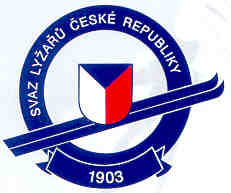 SVAZ LYŽAŘŮ ČESKÉ REPUBLIKY
1903